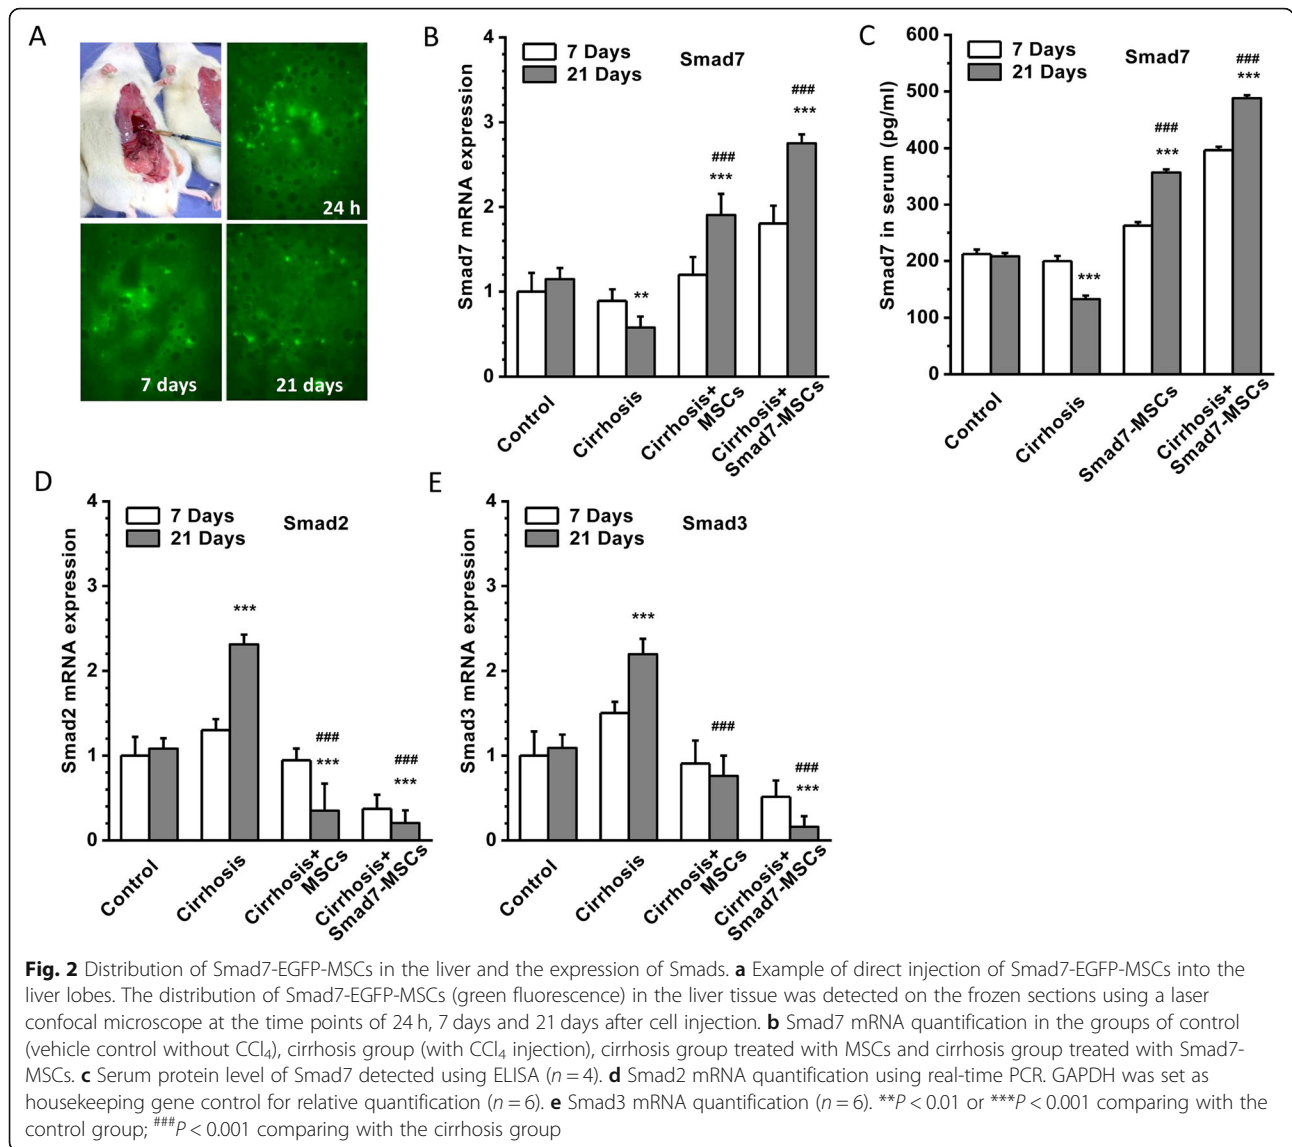 A
24 h
7 days
21 days
B
7 Days
21 Days
Smad7
Smad7 mRNA expression
4
3
2
1
0
**
###
***
###
***
Control
Cirrhosis
Cirrhosis+
MSCs
Cirrhosis+
Smad7-MSCs
C
7 Days
21 Days
Smad7
Smad7 in serum (pg/ml)
600
500
400
300
200
100
0
***
###
***
###
***
Control
Cirrhosis
Smad7-MSCs
Cirrhosis+
Smad7-MSCs
D
7 Days
21 Days
Smad2
Smad2 mRNA expression
4
3
2
1
0
***
###
***
###
***
Control
Cirrhosis
Cirrhosis+
MSCs
Cirrhosis+
Smad7-MSCs
E
7 Days
21 Days
Smad3
Smad3 mRNA expression
4
3
2
1
0
***
###
###
***
Control
Cirrhosis
Cirrhosis+
MSCs
Cirrhosis+
Smad7-MSCs
Fig. 2 Distribution of Smad7-EGFP-MSCs in the liver and the expression of Smads. a Example of direct injection of Smad7-EGFP-MSCs into the
liver lobes. The distribution of Smad7-EGFP-MSCs (green fluorescence) in the liver tissue was detected on the frozen sections using a laser
confocal microscope at the time points of 24 h, 7 days and 21 days after cell injection. b Smad7 mRNA quantification in the groups of control
(vehicle control without CCl₄), cirrhosis group (with CCl₄ injection), cirrhosis group treated with MSCs and cirrhosis group treated with Smad7-
MSCs. c Serum protein level of Smad7 detected using ELISA (n = 4). d Smad2 mRNA quantification using real-time PCR. GAPDH was set as
housekeeping gene control for relative quantification (n = 6). e Smad3 mRNA quantification (n = 6). **P < 0.01 or ***P < 0.001 comparing with the
control group; ###P < 0.001 comparing with the cirrhosis group